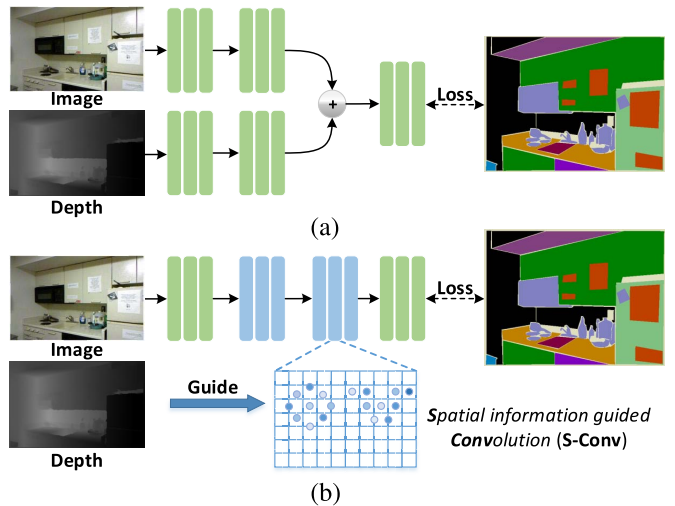 Image
+
Loss
Depth
(a)
Image
Loss
Guide
Spatial information guided
Convolution (S-Conv)
Depth
(b)